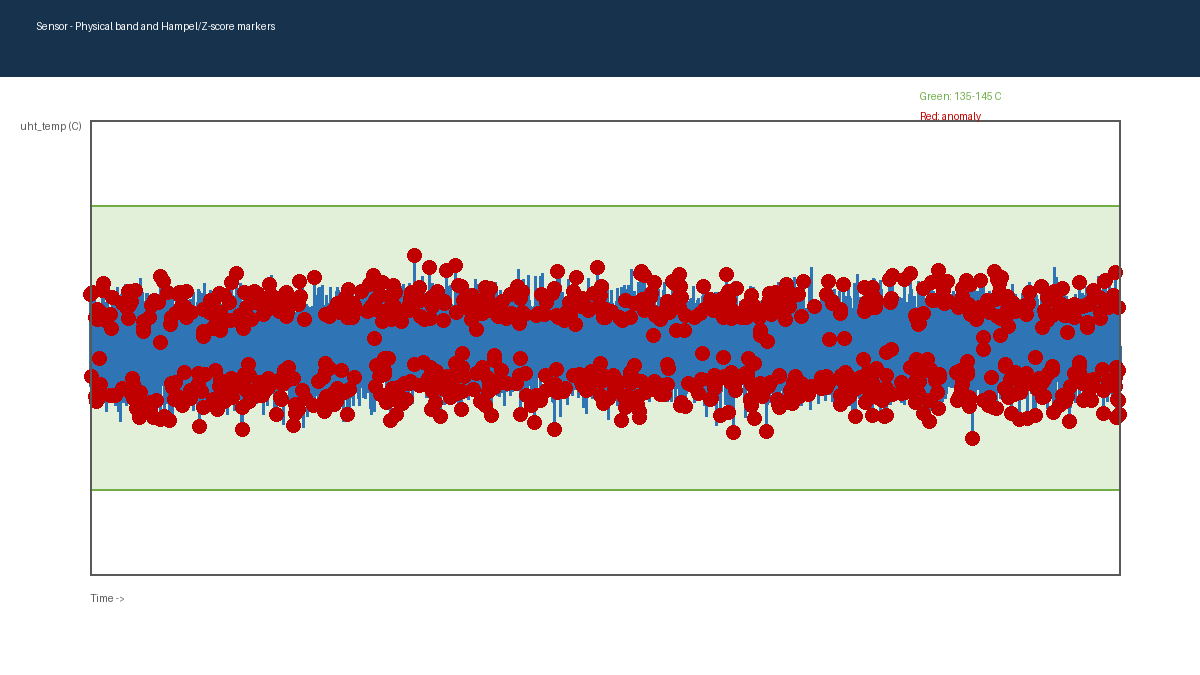 Sensor - Physical band and Hampel/Z-score markers
Green: 135-145 C
Red: anomaly
uht_temp (C)
Time ->